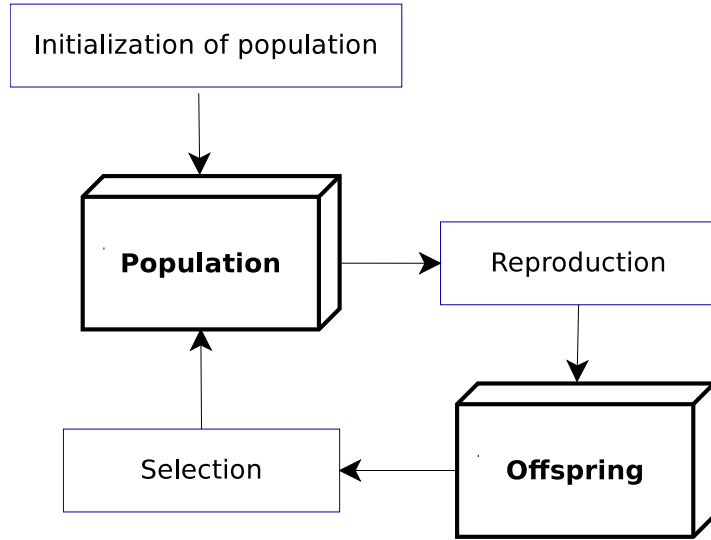 Initialization of population
Population
Reproduction
Selection
Offspring